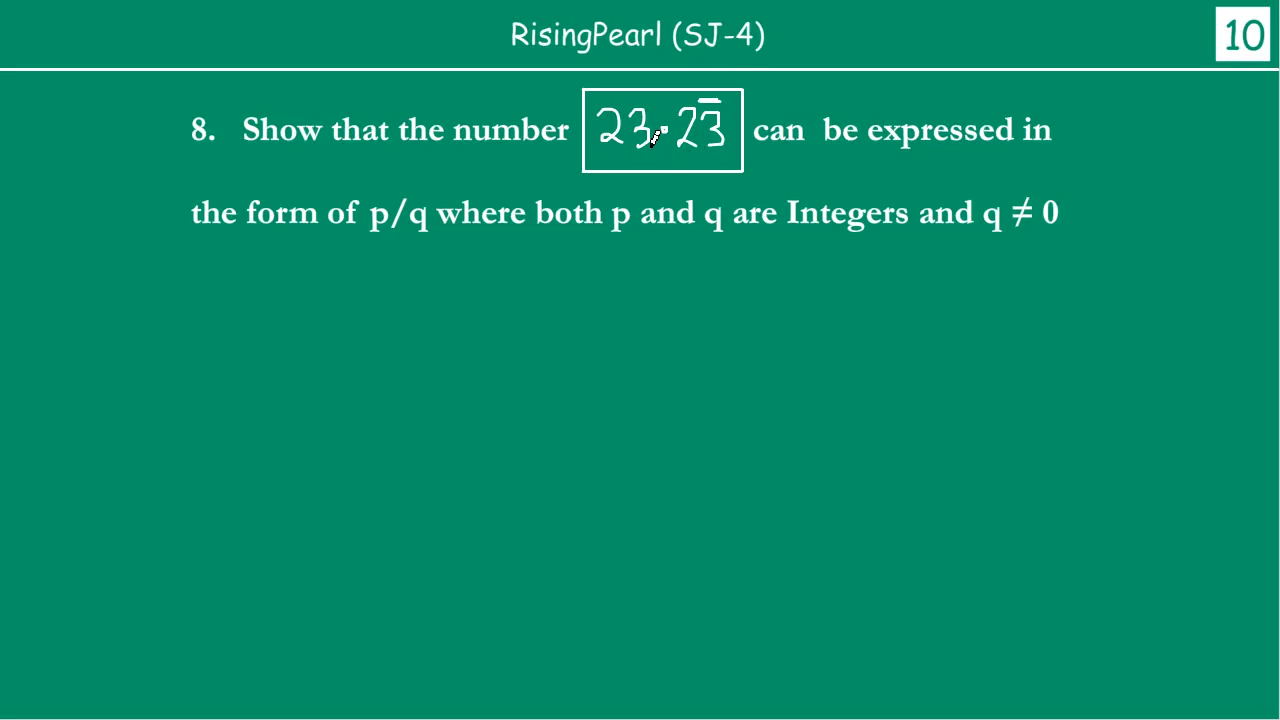 RisingPearl (SJ-4)
10
8. Show that the number 23.23̅ can be expressed in
the form of p/q where both p and q are Integers and q ≠ 0